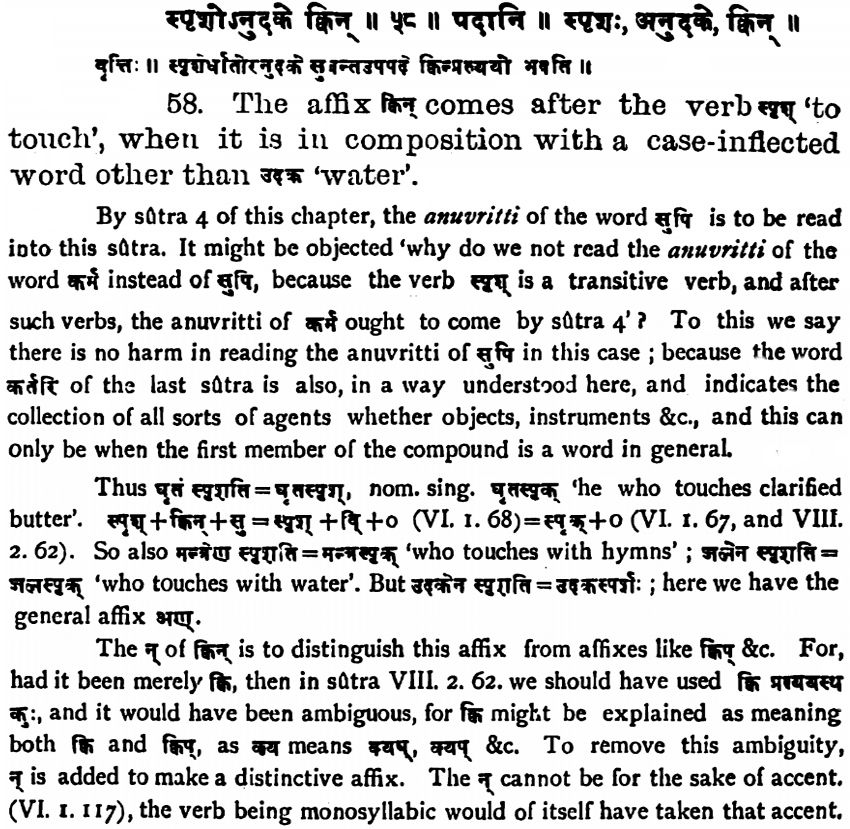 स्पृशोऽनुदके क्विन् ॥ ५८ ॥ पदानि ॥ स्पृशः, अनुदके, क्विन् ॥
वृत्तिः ॥ स्पृशेर्धातोरनुदके सुबन्तउपपदे क्विन्प्रत्ययो भवति ॥
58. The affix क्विन् comes after the verb स्पृश् ‘to
touch’, when it is in composition with a case-inflected
word other than उदक ‘water’.
By sûtra 4 of this chapter, the anuvritti of the word सुपि is to be read
into this sûtra. It might be objected ‘why do we not read the anuvritti of the
word कर्म instead of सुपि, because the verb स्पृश् is a transitive verb, and after
such verbs, the anuvritti of कर्म ought to come by sûtra 4’? To this we say
there is no harm in reading the anuvritti of सुपि in this case ; because the word
कर्तरि of the last sûtra is also, in a way understood here, and indicates the
collection of all sorts of agents whether objects, instruments &c., and this can
only be when the first member of the compound is a word in general.
Thus घृतं स्पृशति = घृतस्पृश्, nom. sing. घृतस्पृक् ‘he who touches clarified
butter’. स्पृश् + क्विन् + सु = स्पृश् + वि + o (VI. 1. 68) = स्पृक् + o (VI. 1. 67, and VIII.
2. 62). So also मन्त्रेण स्पृशति = मन्त्रस्पृक् ‘who touches with hymns’ ; जलेन स्पृशति =
जलस्पृक् ‘who touches with water’. But उदकेन स्पृशति = उदकस्पर्शः ; here we have the
general affix अण्.
The न् of क्विन् is to distinguish this affix from affixes like क्विप् &c. For,
had it been merely क्वि, then in sûtra VIII. 2. 62. we should have used क्वि प्रत्ययस्य
कुः, and it would have been ambiguous, for क्वि might be explained as meaning
both क्वि and क्विप्, as क्य means क्यष्, क्यप् &c. To remove this ambiguity,
न् is added to make a distinctive affix. The न् cannot be for the sake of accent.
(VI. 1. 117), the verb being monosyllabic would of itself have taken that accent.